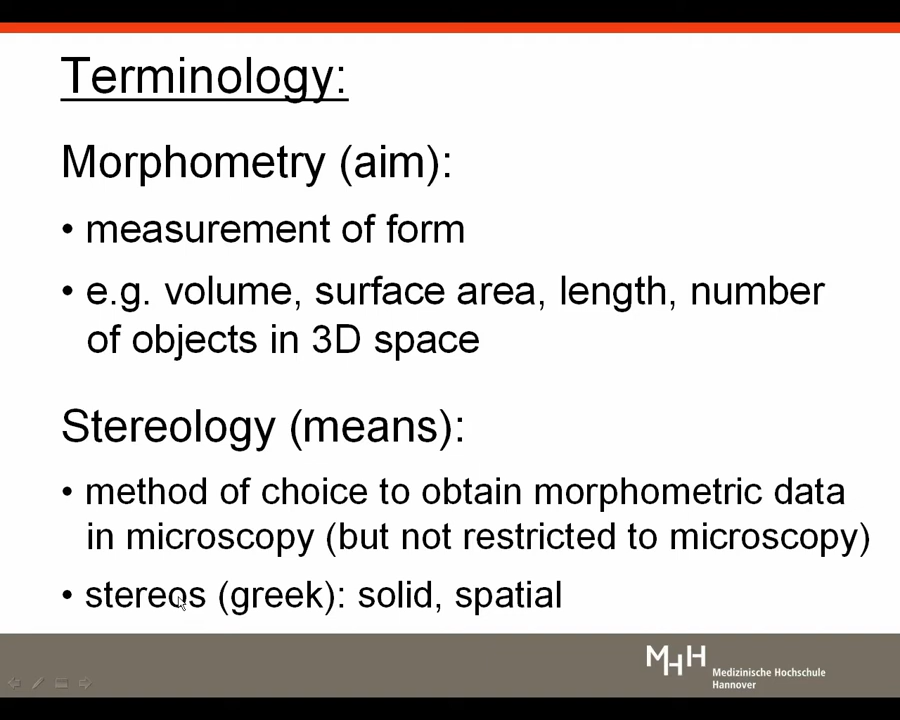 Terminology:
Morphometry (aim):
• measurement of form
• e.g. volume, surface area, length, number
of objects in 3D space
Stereology (means):
• method of choice to obtain morphometric data
in microscopy (but not restricted to microscopy)
• stereos (greek): solid, spatial
MHH
Medizinische Hochschule
Hannover